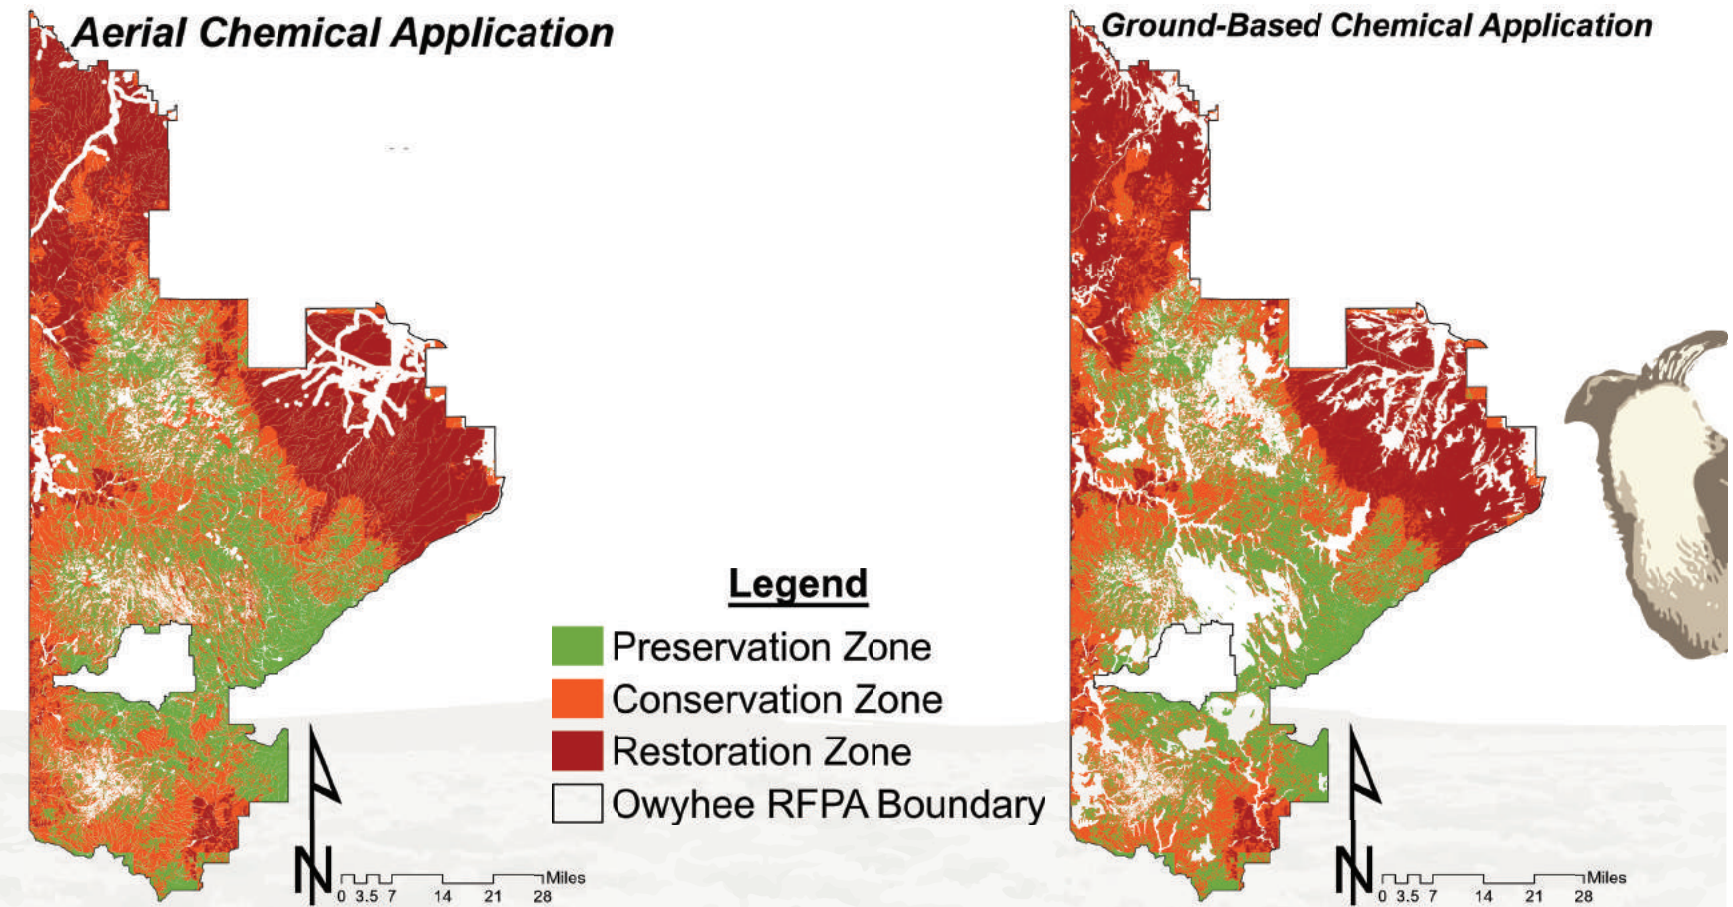 Aerial Chemical Application
Ground-Based Chemical Application
Legend
Preservation Zone
Conservation Zone
Restoration Zone
Owyhee RFPA Boundary
N
0 3.5 7 14 21 28 Miles
N
0 3.5 7 14 21 28 Miles